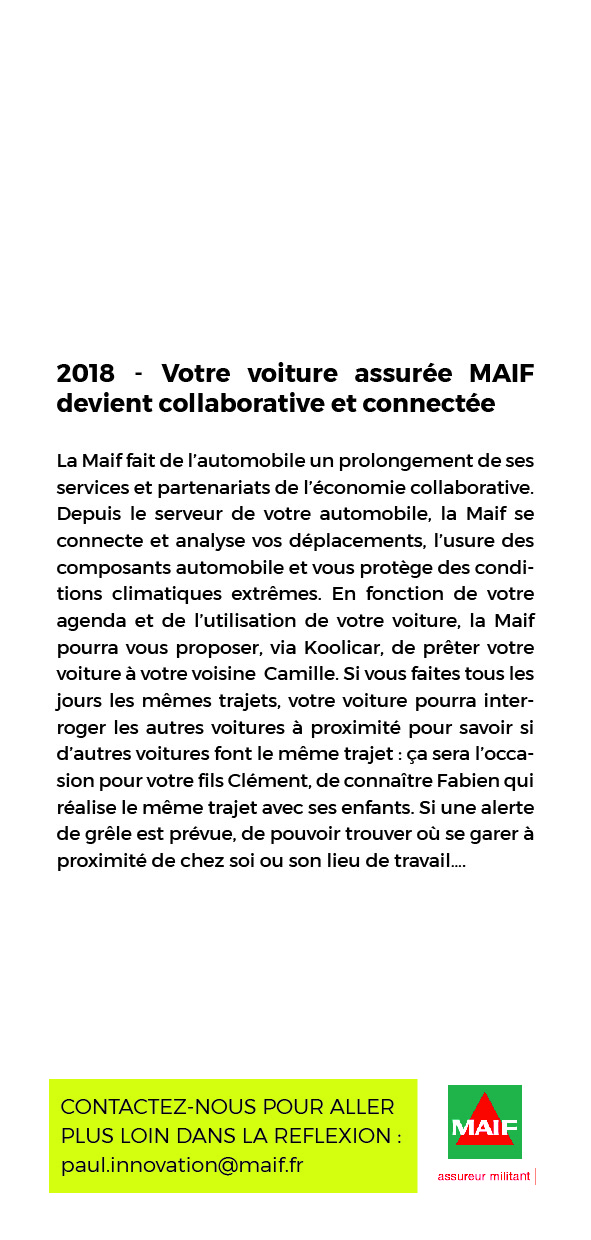 2018 - Votre voiture assurée MAIF
devient collaborative et connectée
La Maif fait de l’automobile un prolongement de ses
services et partenariats de l’économie collaborative.
Depuis le serveur de votre automobile, la Maif se
connecte et analyse vos déplacements, l’usure des
composants automobile et vous protège des condi-
tions climatiques extrêmes. En fonction de votre
agenda et de l’utilisation de votre voiture, la Maif
pourra vous proposer, via Koolicar, de prêter votre
voiture à votre voisine  Camille. Si vous faites tous les
jours les mêmes trajets, votre voiture pourra inter-
roger les autres voitures à proximité pour savoir si
d’autres voitures font le même trajet : ça sera l’occa-
sion pour votre fils Clément, de connaître Fabien qui
réalise le même trajet avec ses enfants. Si une alerte
de grêle est prévue, de pouvoir trouver où se garer à
proximité de chez soi ou son lieu de travail....
CONTACTEZ-NOUS POUR ALLER
PLUS LOIN DANS LA REFLEXION :
paul.innovation@maif.fr
MAIF
assureur militant